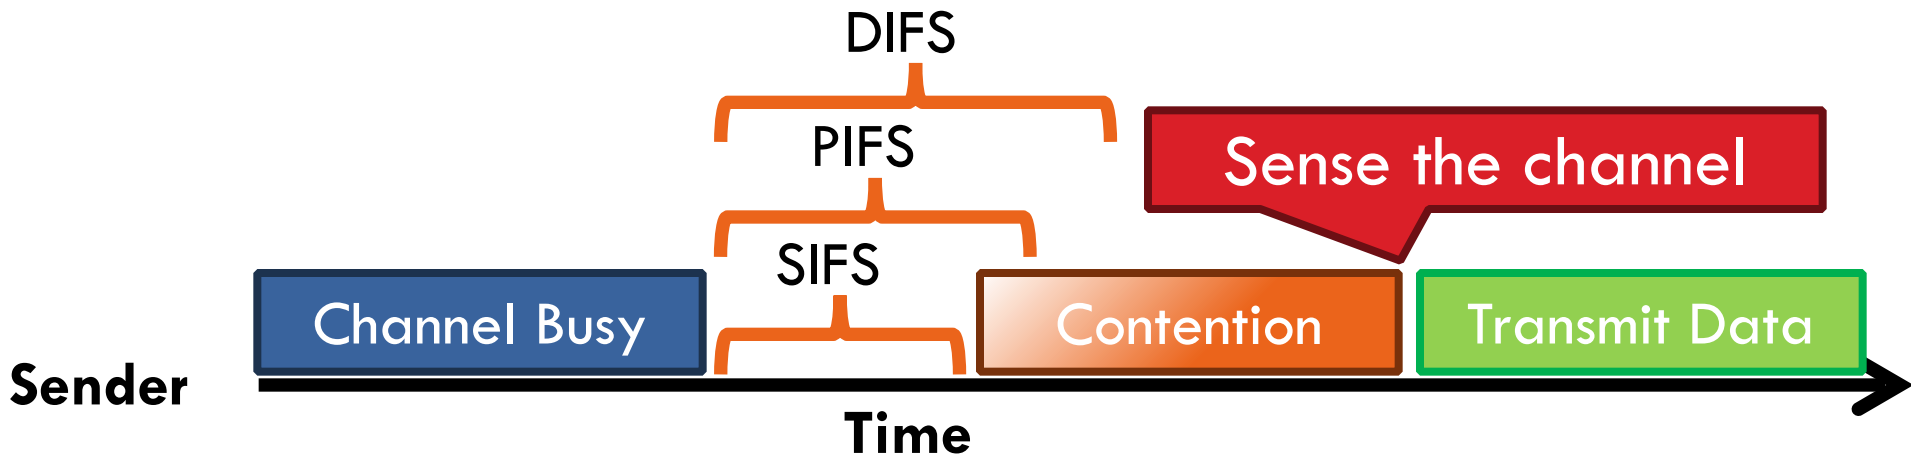 DIFS
PIFS
Sense the channel
SIFS
Channel Busy
Contention
Transmit Data
Sender
Time